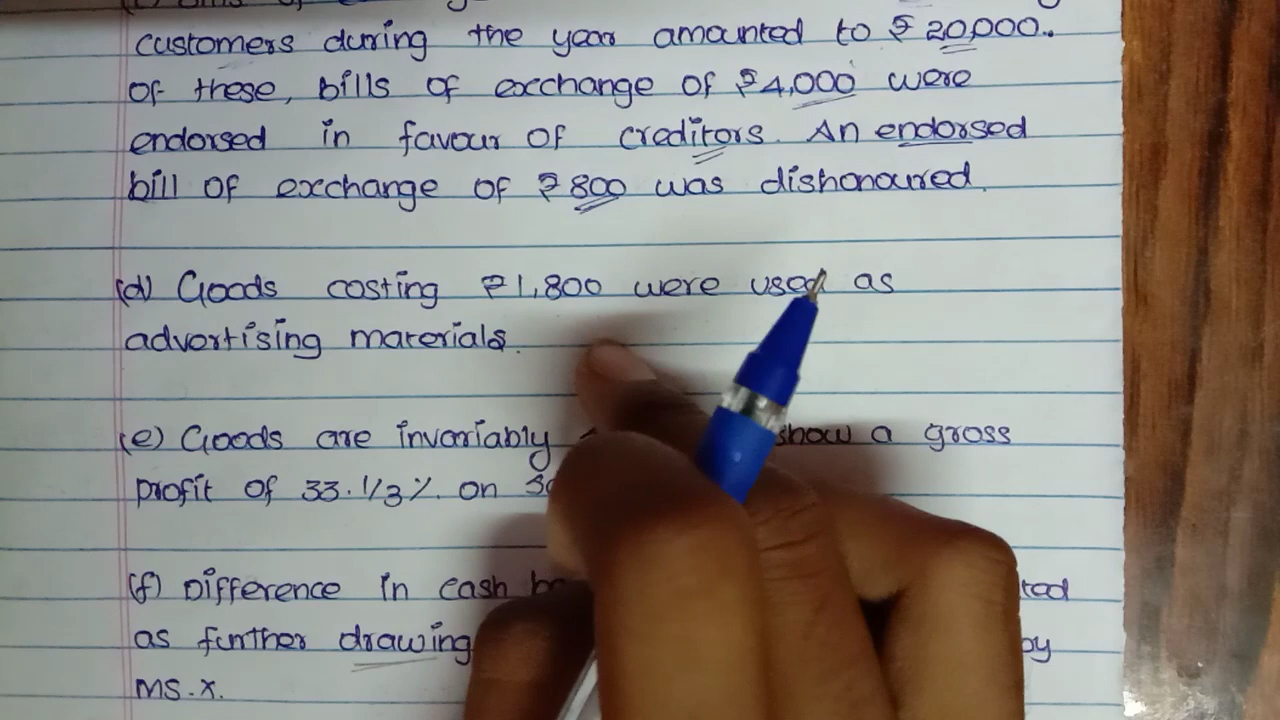 customers during the year amounted to ₹ 20,000.
of these, bills of exchange of ₹4,000 were
endorsed in favour of creditors. An endorsed
bill of exchange of ₹800 was dishonoured.
(d) Goods costing ₹1,800 were used as
advertising materials.
(e) Goods are invariably show a gross
profit of 33.1/3%. on
(f) Difference in cash
as further drawing by
MS.X.